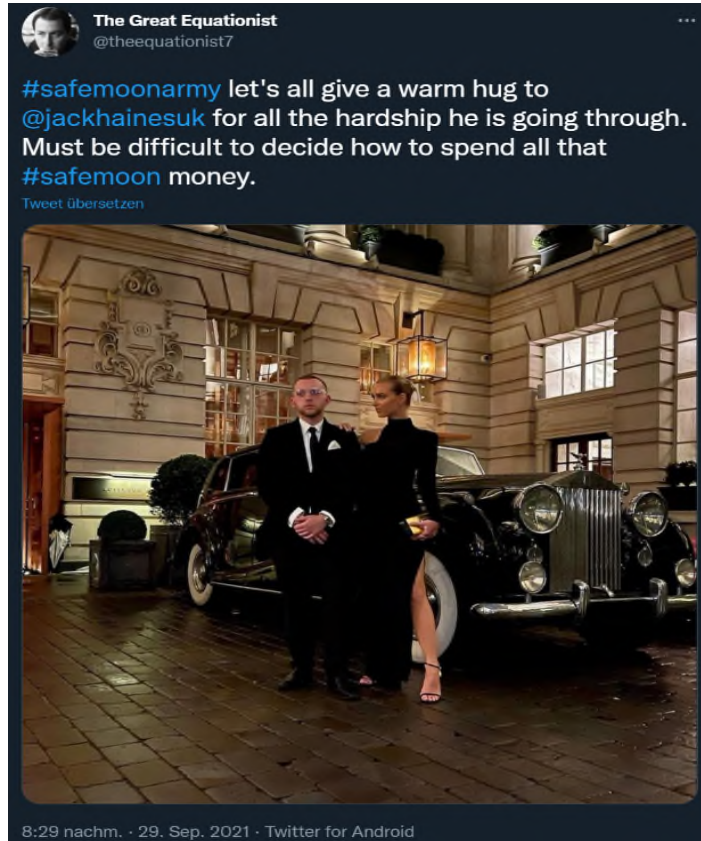 The Great Equationist
@theequationist7
#safemoonarmy let's all give a warm hug to
@jackhainesuk for all the hardship he is going through.
Must be difficult to decide how to spend all that
#safemoon money.
Tweet übersetzen
8:29 nachm. · 29. Sep. 2021 · Twitter for Android